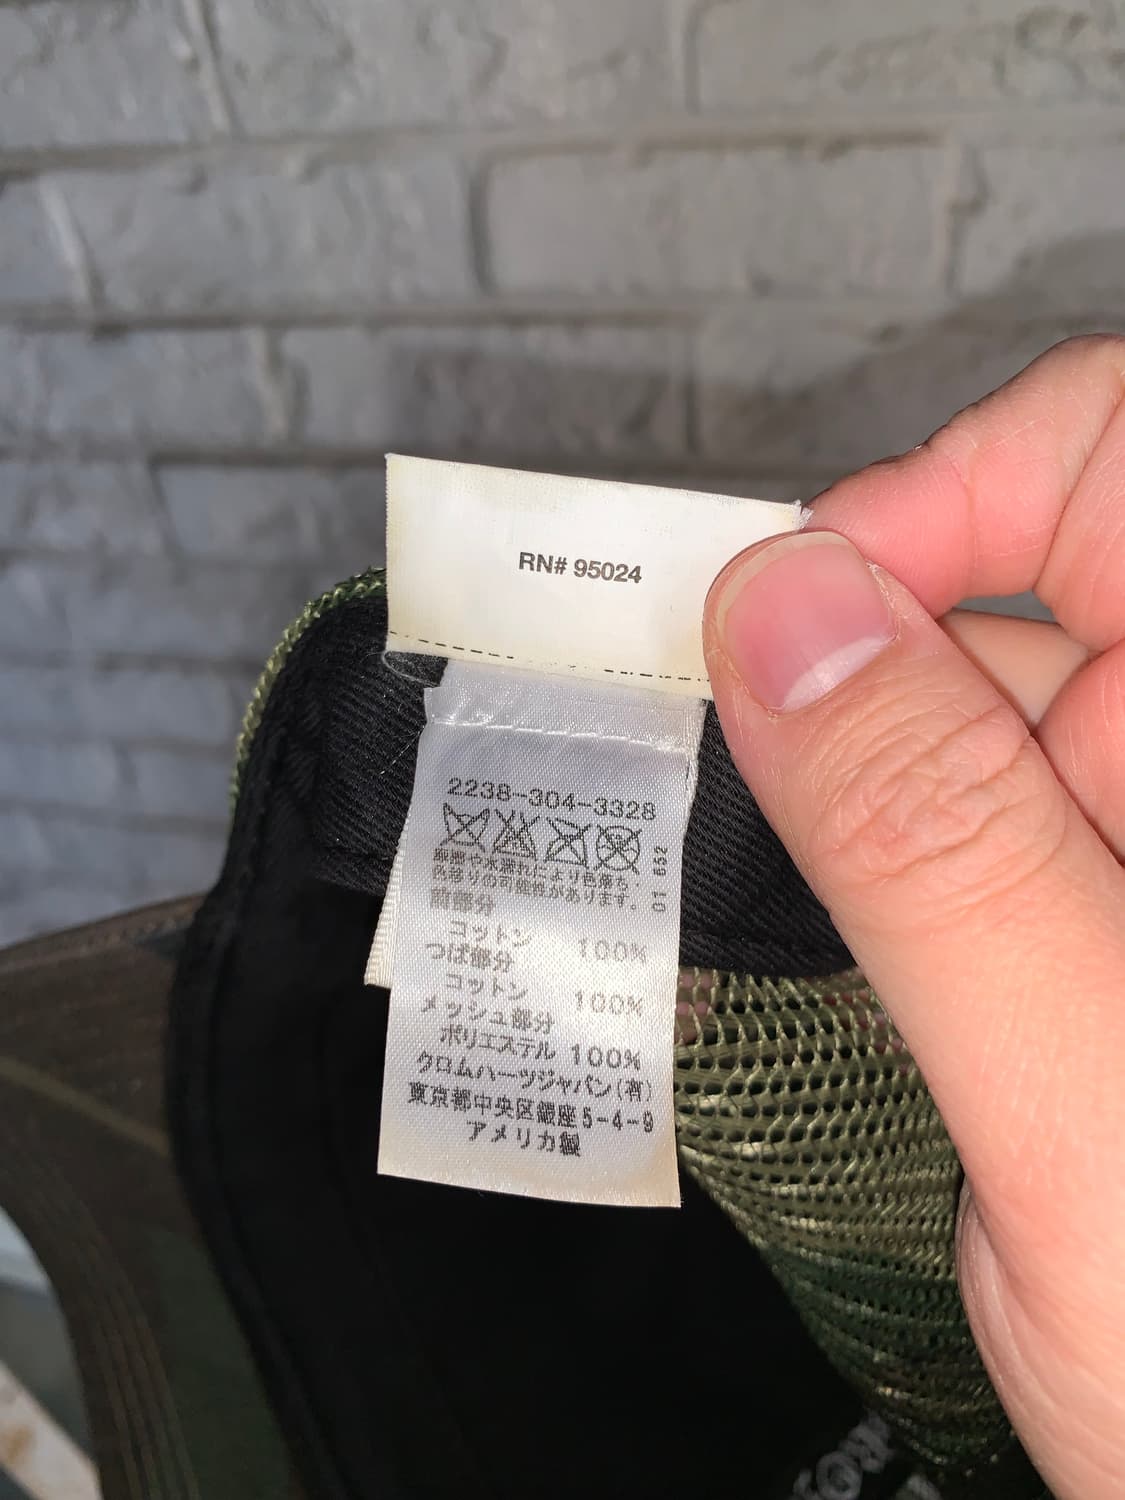 RN# 95024
2238-304-3328
摩擦や水濡れにより色落ち・
色移りの可能性があります。
01 652
前部分
コットン 100%
つば部分
コットン 100%
メッシュ部分
ポリエステル 100%
クロムハーツジャパン(有)
東京都中央区銀座5-4-9
アメリカ製